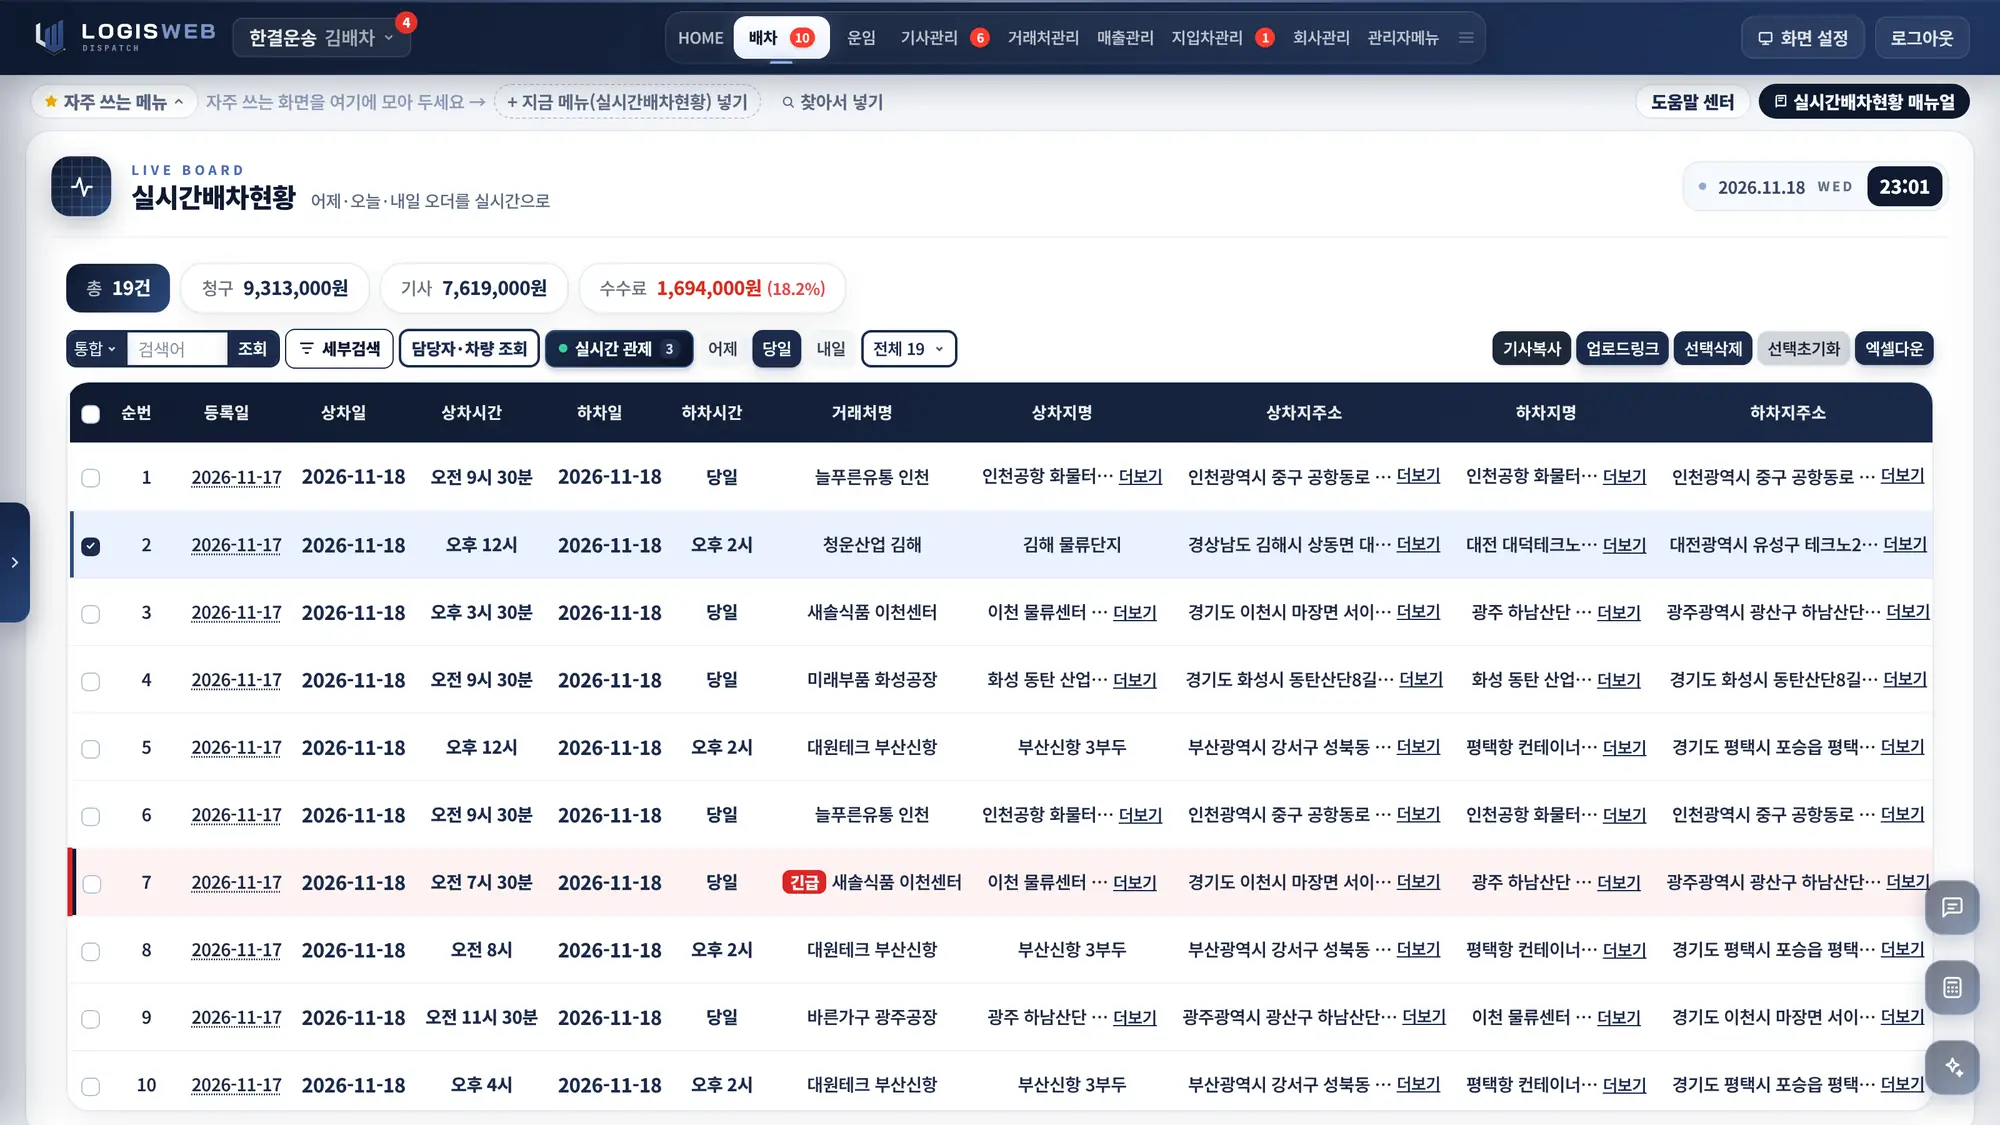 LOGISWEB
DISPATCH
한결운송 김배차
4
HOME 배차 10 운임 기사관리 6 거래처관리 매출관리 지입차관리 1 회사관리 관리자메뉴
화면 설정 로그아웃
자주 쓰는 메뉴 자주 쓰는 화면을 여기에 모아 두세요 → + 지금 메뉴(실시간배차현황) 넣기 찾아서 넣기 도움말 센터 실시간배차현황 매뉴얼
LIVE BOARD
실시간배차현황 어제·오늘·내일 오더를 실시간으로
2026.11.18 WED 23:01
총 19건 청구 9,313,000원 기사 7,619,000원 수수료 1,694,000원 (18.2%)
통합 검색어 조회 세부검색 담당자·차량 조회 실시간 관제 3 어제 당일 내일 전체 19 기사복사 업로드링크 선택삭제 선택초기화 엑셀다운
순번 등록일 상차일 상차시간 하차일 하차시간 거래처명 상차지명 상차지주소 하차지명 하차지주소
1 2026-11-17 2026-11-18 오전 9시 30분 2026-11-18 당일 늘푸른유통 인천 인천공항 화물터… 더보기 인천광역시 중구 공항동로 … 더보기 인천공항 화물터… 더보기 인천광역시 중구 공항동로 … 더보기
2 2026-11-17 2026-11-18 오후 12시 2026-11-18 오후 2시 청운산업 김해 김해 물류단지 경상남도 김해시 상동면 대… 더보기 대전 대덕테크노… 더보기 대전광역시 유성구 테크노2… 더보기
3 2026-11-17 2026-11-18 오후 3시 30분 2026-11-18 당일 새솔식품 이천센터 이천 물류센터 … 더보기 경기도 이천시 마장면 서이… 더보기 광주 하남산단 … 더보기 광주광역시 광산구 하남산단… 더보기
4 2026-11-17 2026-11-18 오전 9시 30분 2026-11-18 당일 미래부품 화성공장 화성 동탄 산업… 더보기 경기도 화성시 동탄산단8길… 더보기 화성 동탄 산업… 더보기 경기도 화성시 동탄산단8길… 더보기
5 2026-11-17 2026-11-18 오후 12시 2026-11-18 오후 2시 대원테크 부산신항 부산신항 3부두 부산광역시 강서구 성북동 … 더보기 평택항 컨테이너… 더보기 경기도 평택시 포승읍 평택… 더보기
6 2026-11-17 2026-11-18 오전 9시 30분 2026-11-18 당일 늘푸른유통 인천 인천공항 화물터… 더보기 인천광역시 중구 공항동로 … 더보기 인천공항 화물터… 더보기 인천광역시 중구 공항동로 … 더보기
7 2026-11-17 2026-11-18 오전 7시 30분 2026-11-18 당일 긴급 새솔식품 이천센터 이천 물류센터 … 더보기 경기도 이천시 마장면 서이… 더보기 광주 하남산단 … 더보기 광주광역시 광산구 하남산단… 더보기
8 2026-11-17 2026-11-18 오전 8시 2026-11-18 오후 2시 대원테크 부산신항 부산신항 3부두 부산광역시 강서구 성북동 … 더보기 평택항 컨테이너… 더보기 경기도 평택시 포승읍 평택… 더보기
9 2026-11-17 2026-11-18 오전 11시 30분 2026-11-18 당일 바른가구 광주공장 광주 하남산단 … 더보기 광주광역시 광산구 하남산단… 더보기 이천 물류센터 … 더보기 경기도 이천시 마장면 서이… 더보기
10 2026-11-17 2026-11-18 오후 4시 2026-11-18 오후 2시 대원테크 부산신항 부산신항 3부두 부산광역시 강서구 성북동 … 더보기 평택항 컨테이너… 더보기 경기도 평택시 포승읍 평택… 더보기